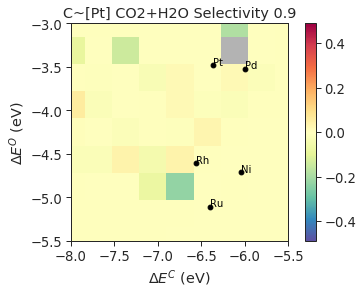 C~[Pt] CO2+H2O Selectivity 0.9
−3.0
−3.5
−4.0
−4.5
−5.0
−5.5
ΔE^O (eV)
Pt
Pd
Rh
Ni
Ru
−8.0 −7.5 −7.0 −6.5 −6.0 −5.5
ΔE^C (eV)
0.4
0.2
0.0
−0.2
−0.4